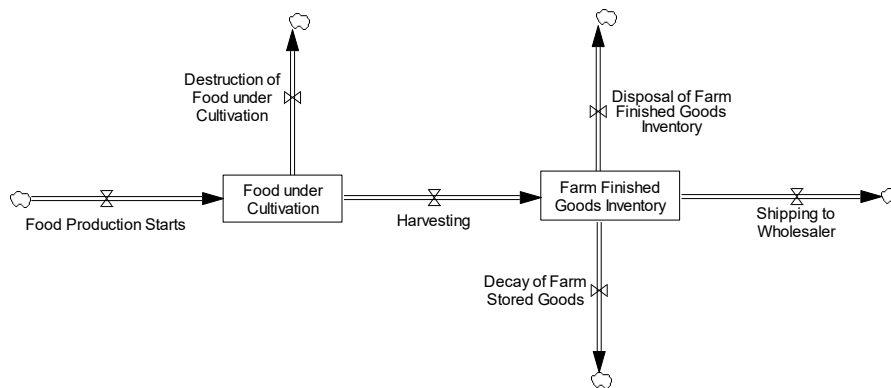 Destruction of
Food under
Cultivation
Disposal of Farm
Finished Goods
Inventory
Food under
Cultivation
Farm Finished
Goods Inventory
Food Production Starts
Harvesting
Shipping to
Wholesaler
Decay of Farm
Stored Goods